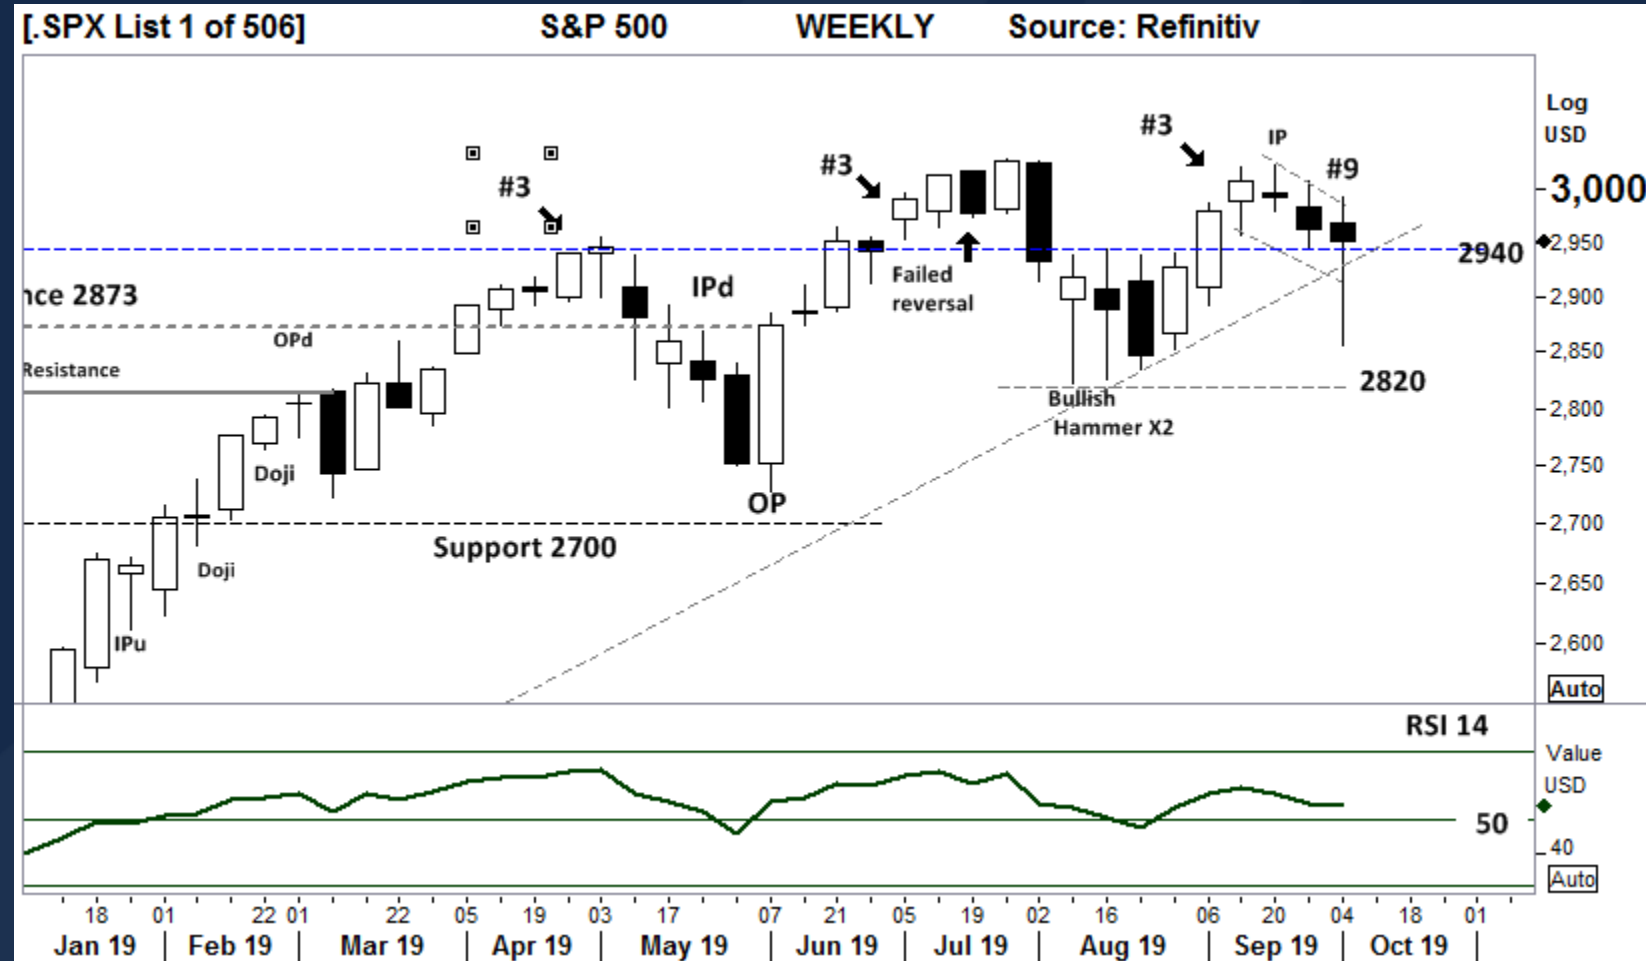 [.SPX List 1 of 506] S&P 500 WEEKLY Source: Refinitiv
Log
USD
#3
#3
#3
IP
#9
3,000
2,950
2940
2,900
2,850
2820
2,800
2,750
2,700
2,650
2,600
Auto
nce 2873
OPd
Resistance
IPd
Failed
reversal
Bullish
Hammer X2
Doji
OP
Support 2700
Doji
IPu
RSI 14
Value
USD
50
40
Auto
18 01 22 01 22 05 19 03 17 07 21 05 19 02 16 06 20 04 18 01
Jan 19 Feb 19 Mar 19 Apr 19 May 19 Jun 19 Jul 19 Aug 19 Sep 19 Oct 19